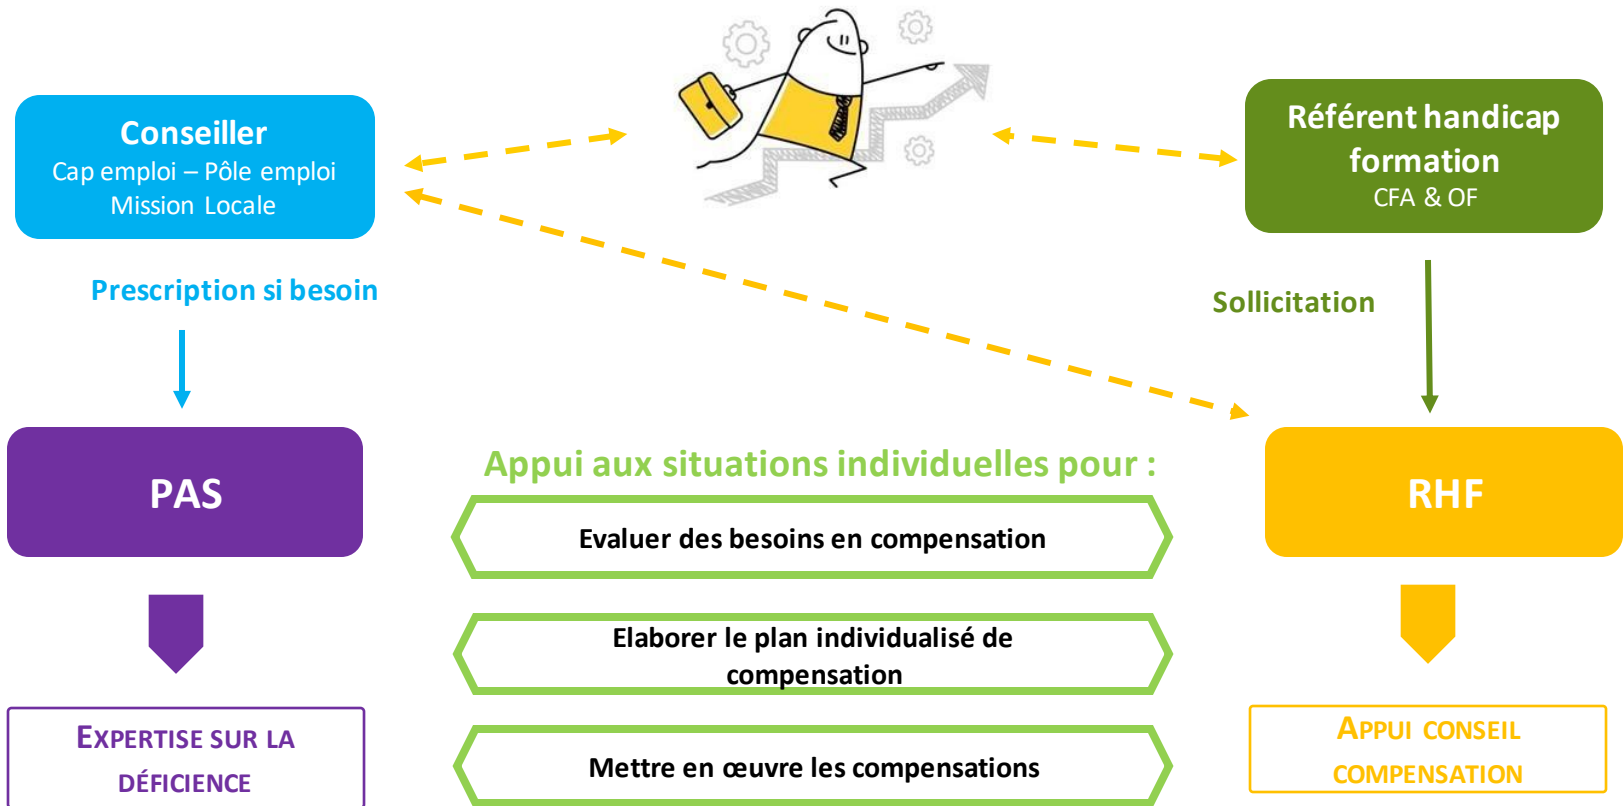 Conseiller
Cap emploi – Pôle emploi
Mission Locale
Référent handicap
formation
CFA & OF
Prescription si besoin
Sollicitation
PAS
RHF
Appui aux situations individuelles pour :
Evaluer des besoins en compensation
Elaborer le plan individualisé de
compensation
Mettre en œuvre les compensations
EXPERTISE SUR LA
DÉFICIENCE
APPUI CONSEIL
COMPENSATION